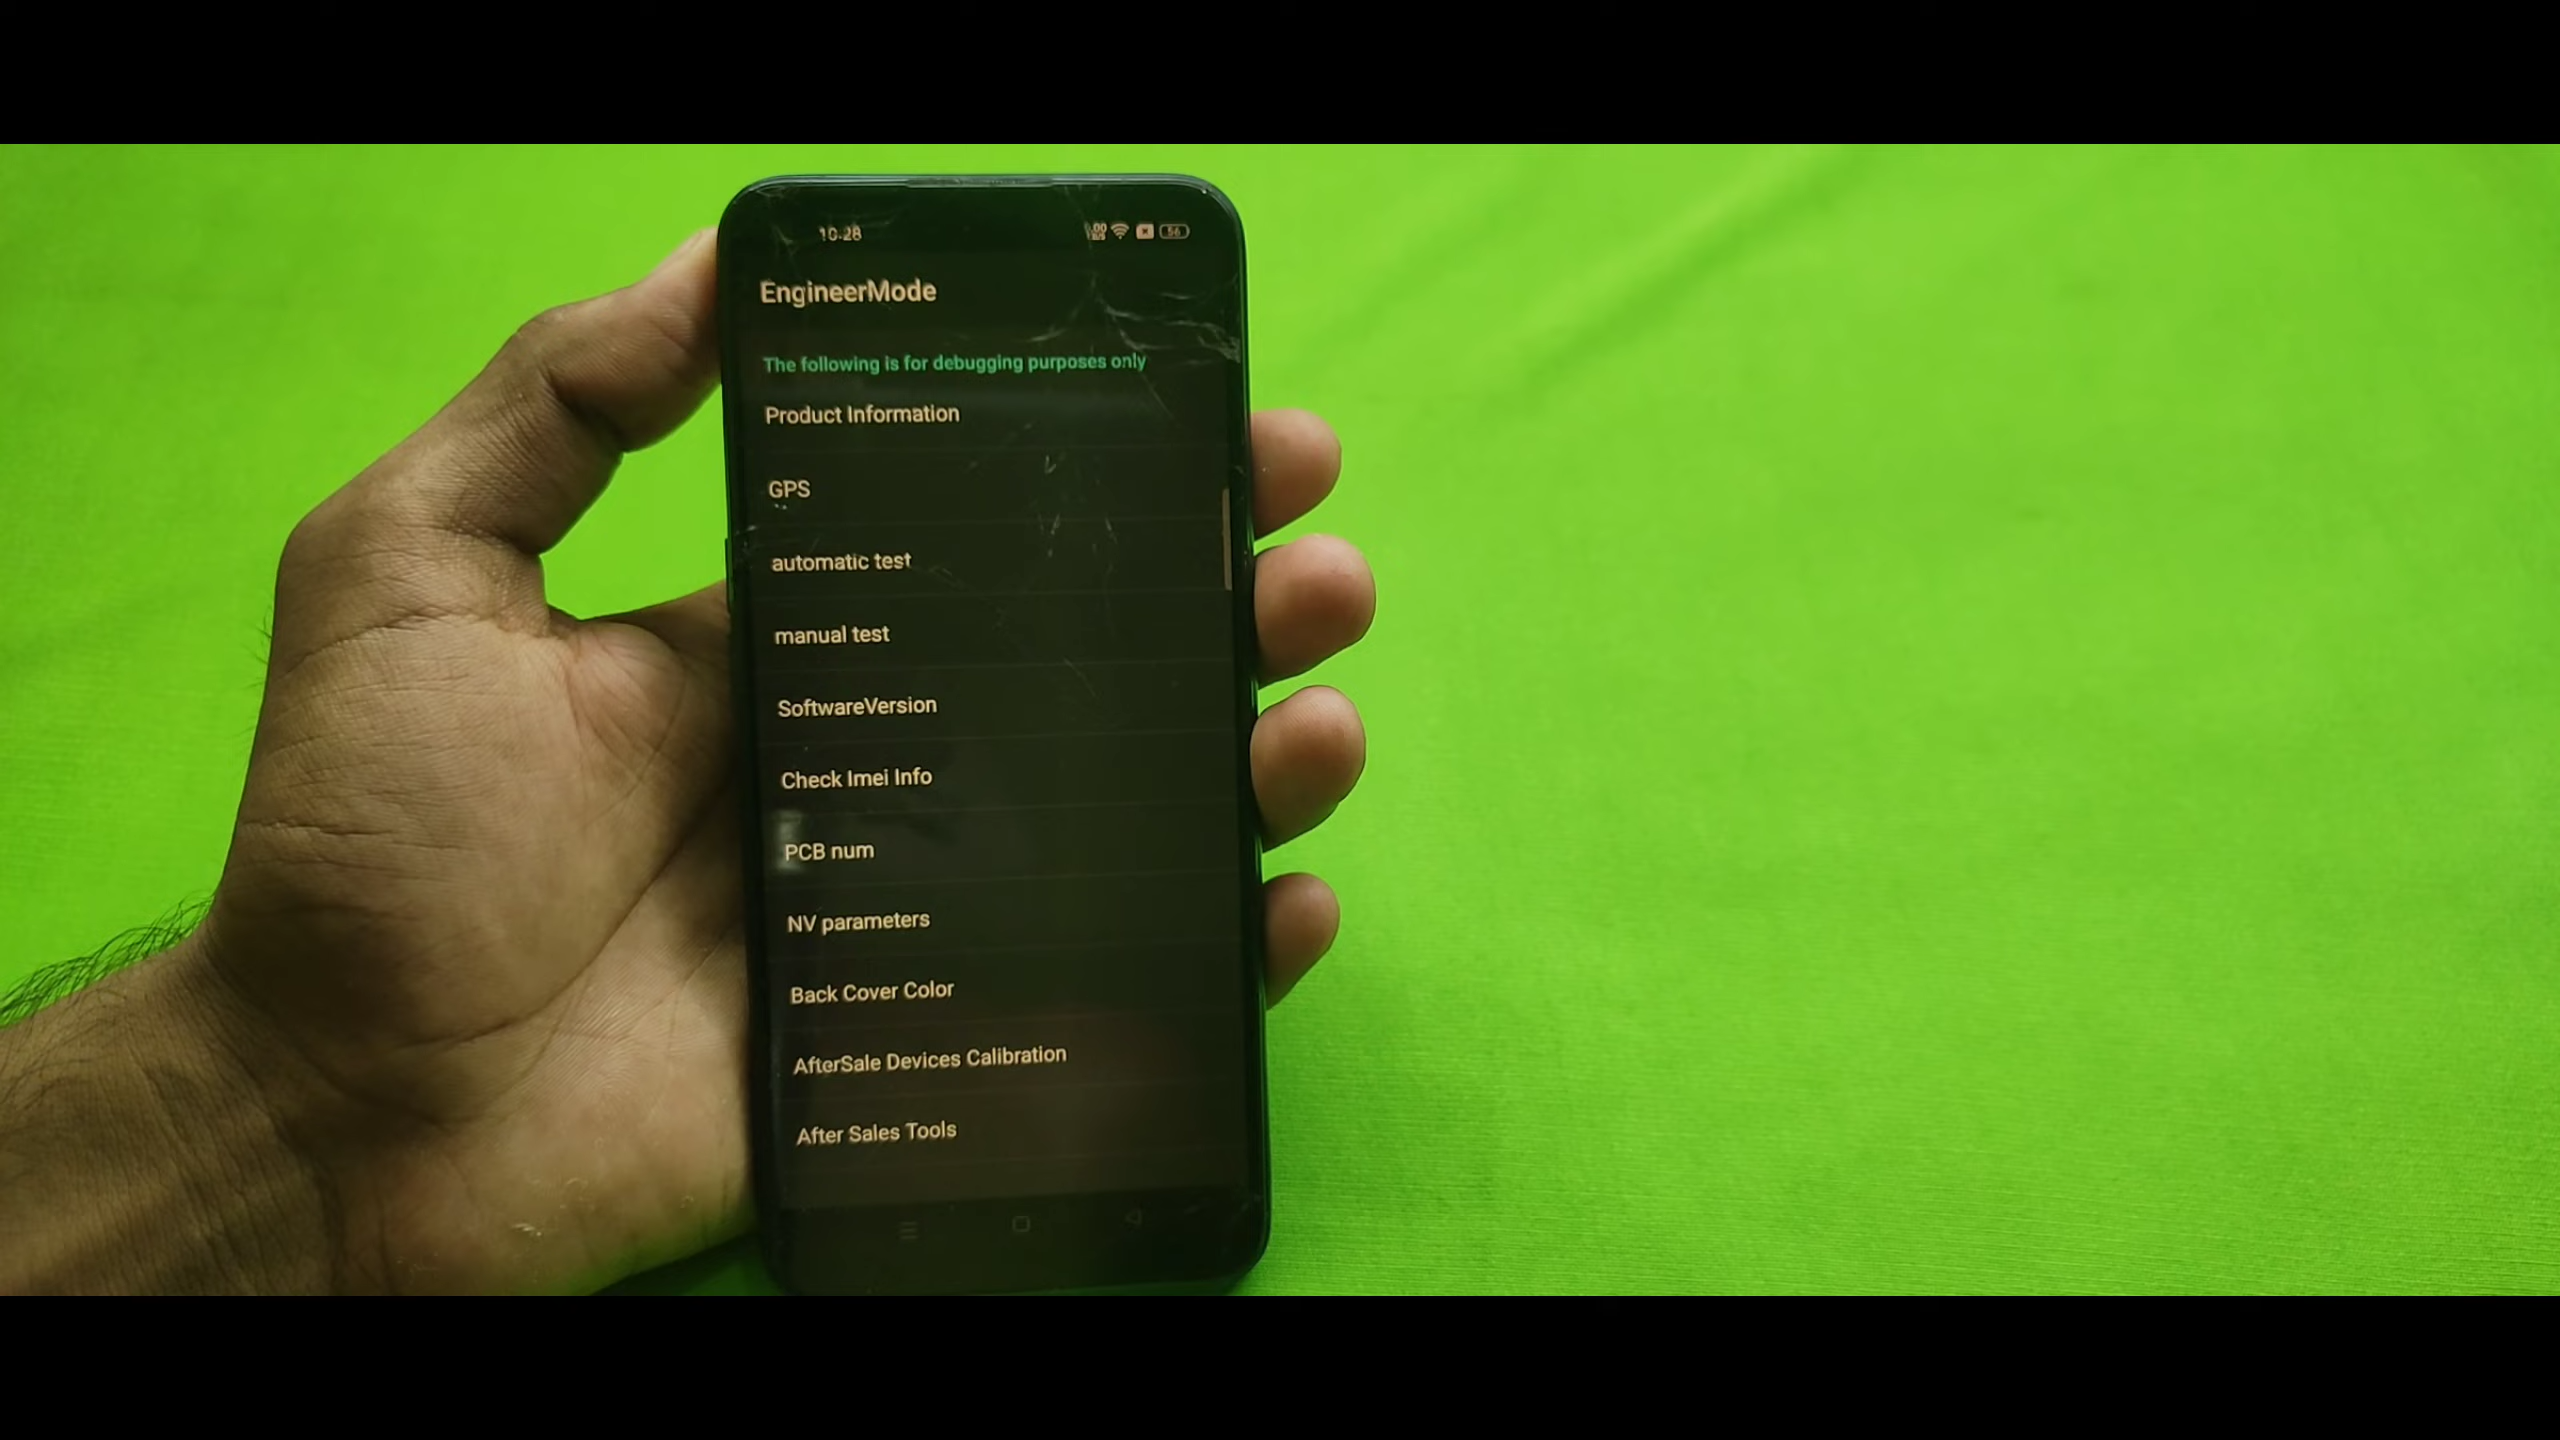 10:28
56
EngineerMode
The following is for debugging purposes only
Product Information
GPS
automatic test
manual test
SoftwareVersion
Check Imei Info
PCB num
NV parameters
Back Cover Color
AfterSale Devices Calibration
After Sales Tools